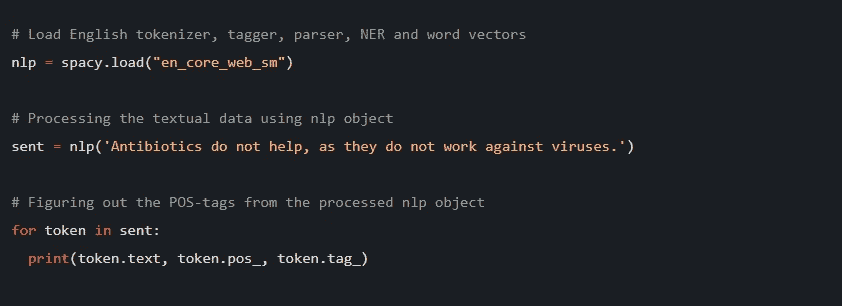 # Load English tokenizer, tagger, parser, NER and word vectors
nlp = spacy.load("en_core_web_sm")
# Processing the textual data using nlp object
sent = nlp('Antibiotics do not help, as they do not work against viruses.')
# Figuring out the POS-tags from the processed nlp object
for token in sent:
  print(token.text, token.pos_, token.tag_)